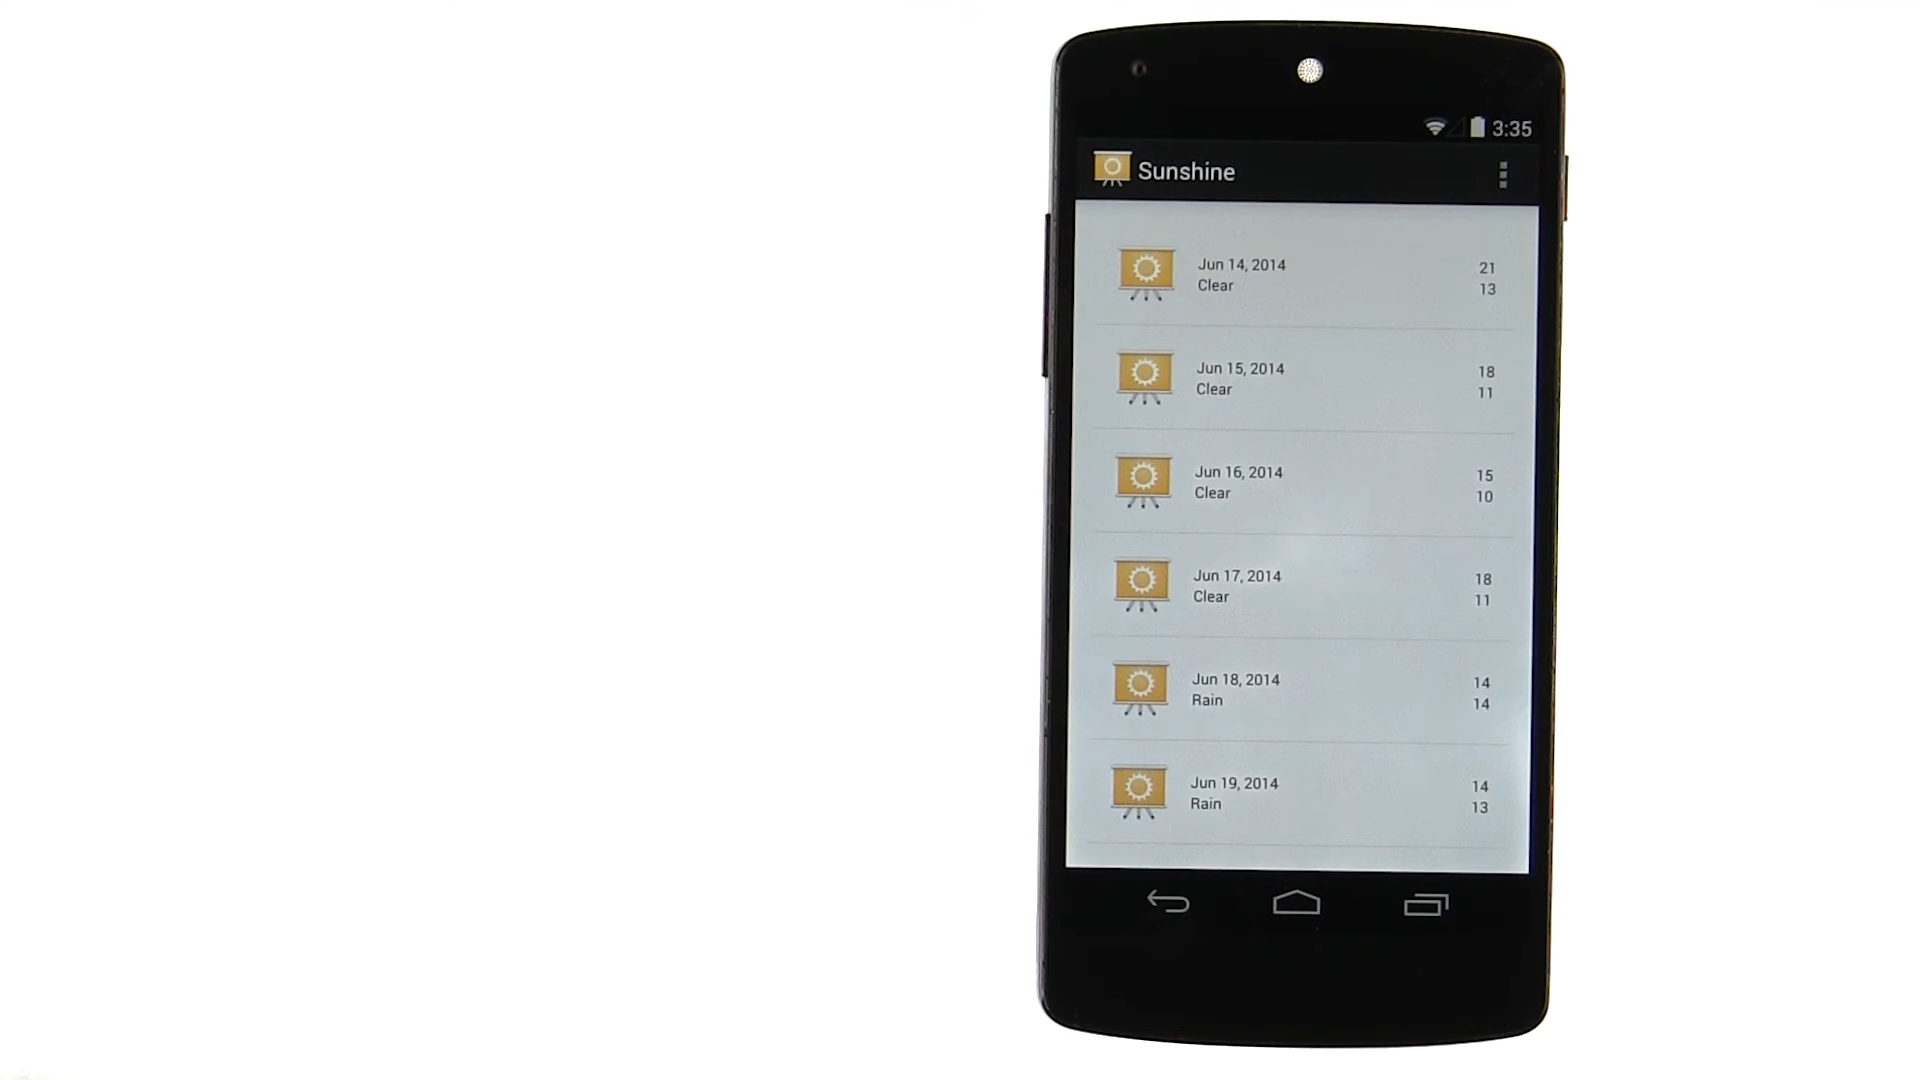 3:35
Sunshine
Jun 14, 2014
Clear
21
13
Jun 15, 2014
Clear
18
11
Jun 16, 2014
Clear
15
10
Jun 17, 2014
Clear
18
11
Jun 18, 2014
Rain
14
14
Jun 19, 2014
Rain
14
13